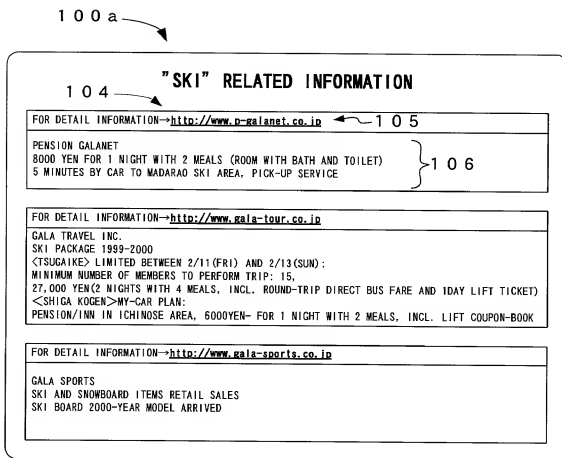 100a
"SKI" RELATED INFORMATION
104
FOR DETAIL INFORMATION→http://www.p-galanet.co.jp
105
PENSION GALANET
8000 YEN FOR 1 NIGHT WITH 2 MEALS (ROOM WITH BATH AND TOILET)
5 MINUTES BY CAR TO MADARAO SKI AREA, PICK-UP SERVICE
106
FOR DETAIL INFORMATION→http://www.gala-tour.co.jp
GALA TRAVEL INC.
SKI PACKAGE 1999-2000
<TSUGAIKE> LIMITED BETWEEN 2/11(FRI) AND 2/13(SUN):
MINIMUM NUMBER OF MEMBERS TO PERFORM TRIP: 15,
27,000 YEN(2 NIGHTS WITH 4 MEALS, INCL. ROUND-TRIP DIRECT BUS FARE AND 1DAY LIFT TICKET)
<SHIGA KOGEN>MY-CAR PLAN:
PENSION/INN IN ICHINOSE AREA, 6000YEN- FOR 1 NIGHT WITH 2 MEALS, INCL. LIFT COUPON-BOOK
FOR DETAIL INFORMATION→http://www.gala-sports.co.jp
GALA SPORTS
SKI AND SNOWBOARD ITEMS RETAIL SALES
SKI BOARD 2000-YEAR MODEL ARRIVED